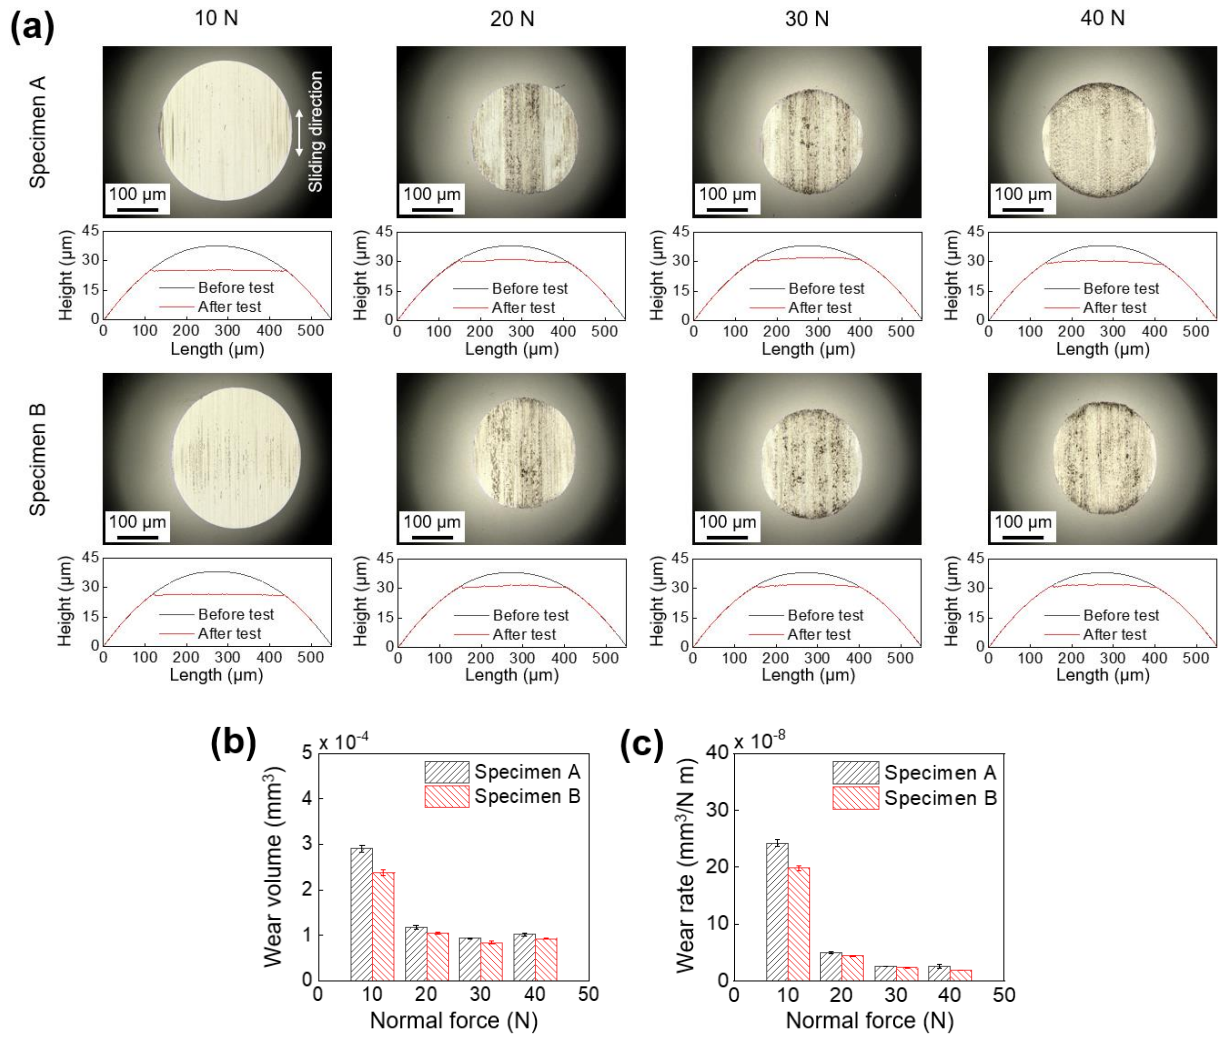 (a)
10 N
20 N
30 N
40 N
Specimen A
Sliding direction
100 µm
100 µm
100 µm
100 µm
Height (µm)
45
30
15
0
Before test
After test
0 100 200 300 400 500
Length (µm)
Height (µm)
45
30
15
0
Before test
After test
0 100 200 300 400 500
Length (µm)
Height (µm)
45
30
15
0
Before test
After test
0 100 200 300 400 500
Length (µm)
Height (µm)
45
30
15
0
Before test
After test
0 100 200 300 400 500
Length (µm)
Specimen B
100 µm
100 µm
100 µm
100 µm
Height (µm)
45
30
15
0
Before test
After test
0 100 200 300 400 500
Length (µm)
Height (µm)
45
30
15
0
Before test
After test
0 100 200 300 400 500
Length (µm)
Height (µm)
45
30
15
0
Before test
After test
0 100 200 300 400 500
Length (µm)
Height (µm)
45
30
15
0
Before test
After test
0 100 200 300 400 500
Length (µm)
(b)
x 10⁻⁴
Wear volume (mm³)
5
4
3
2
1
0
Specimen A
Specimen B
0 10 20 30 40 50
Normal force (N)
(c)
x 10⁻⁸
Wear rate (mm³/N m)
40
30
20
10
0
Specimen A
Specimen B
0 10 20 30 40 50
Normal force (N)